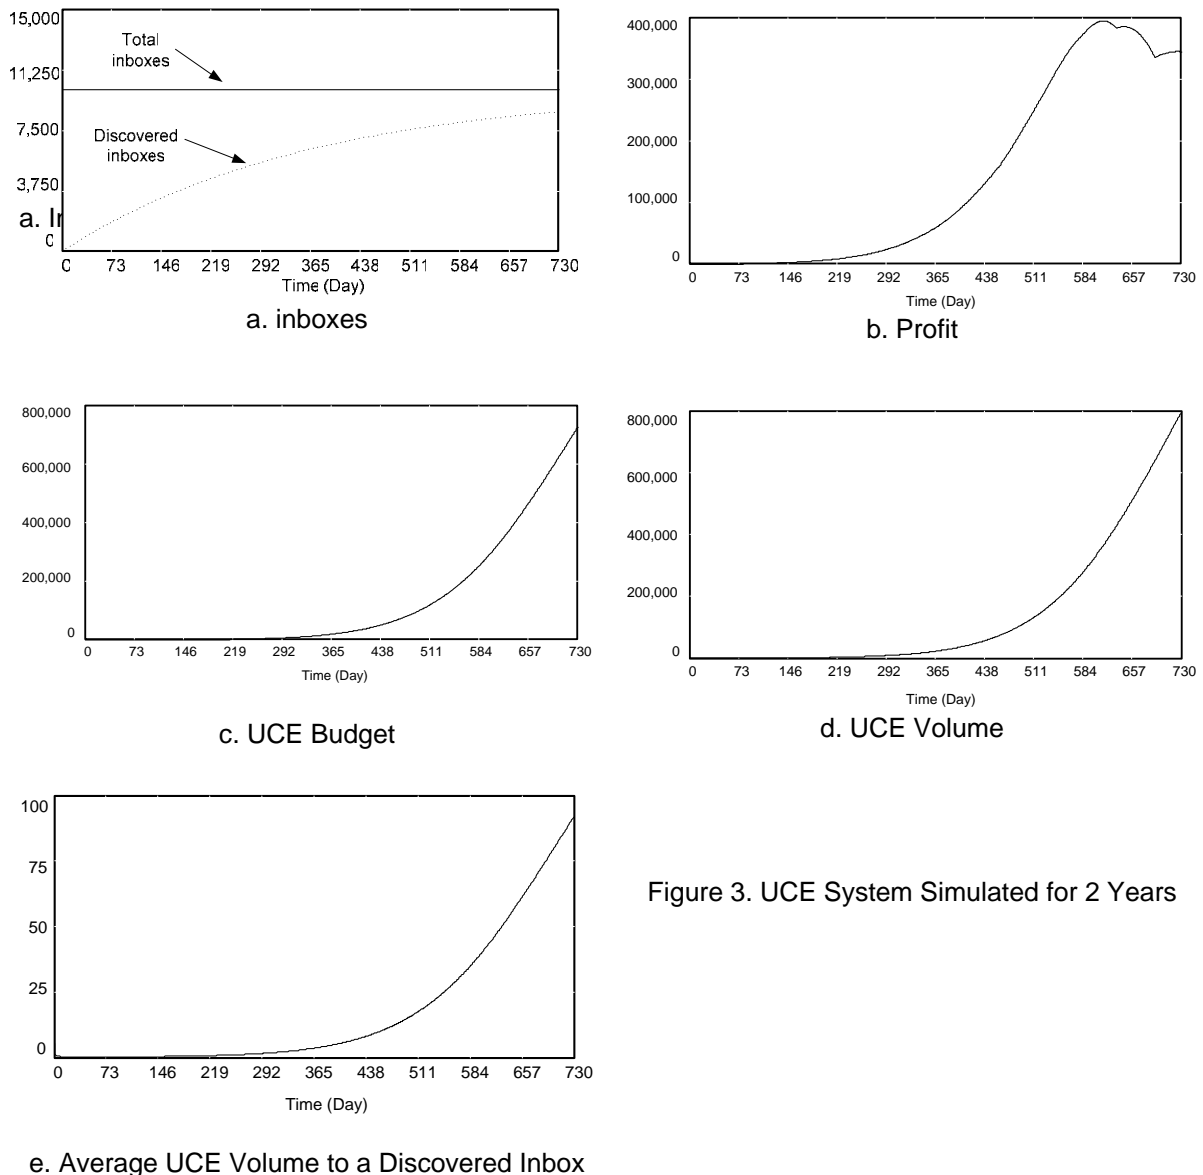 15,000
11,250
7,500
3,750
0
Total
inboxes
Discovered
inboxes
a. In
0 73 146 219 292 365 438 511 584 657 730
Time (Day)
a. inboxes
400,000
300,000
200,000
100,000
0
0 73 146 219 292 365 438 511 584 657 730
Time (Day)
b. Profit
800,000
600,000
400,000
200,000
0
0 73 146 219 292 365 438 511 584 657 730
Time (Day)
c. UCE Budget
800,000
600,000
400,000
200,000
0
0 73 146 219 292 365 438 511 584 657 730
Time (Day)
d. UCE Volume
100
75
50
25
0
0 73 146 219 292 365 438 511 584 657 730
Time (Day)
e. Average UCE Volume to a Discovered Inbox
Figure 3. UCE System Simulated for 2 Years